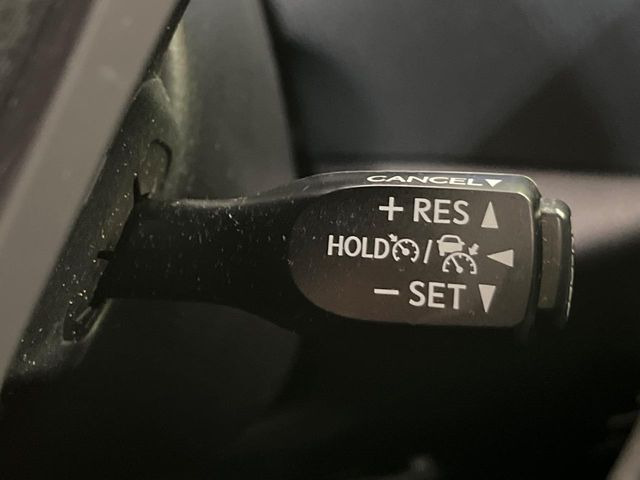 CANCEL
+ RES
HOLD /
− SET